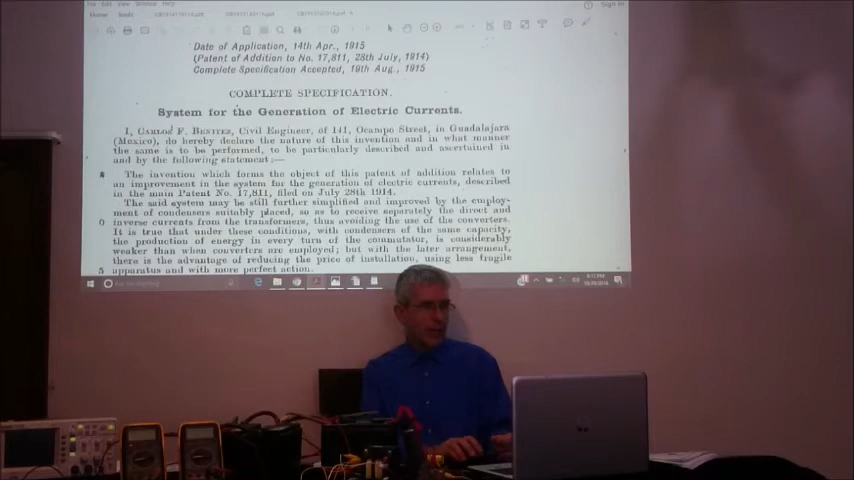 Edit View Window Help
Sign In
Date of Application, 14th Apr., 1915
(Patent of Addition to No. 17,811, 28th July, 1914)
Complete Specification Accepted, 19th Aug., 1915
COMPLETE SPECIFICATION.
System for the Generation of Electric Currents.
I, CARLOS F. BENITEZ, Civil Engineer, of 141, Ocampo Street, in Guadalajara
(Mexico), do hereby declare the nature of this invention and in what manner
the same is to be performed, to be particularly described and ascertained in
and by the following statement:—
The invention which forms the object of this patent of addition relates to
an improvement in the system for the generation of electric currents, described
in the main Patent No. 17,811, filed on July 28th 1914.
The said system may be still further simplified and improved by the employ-
ment of condensers suitably placed, so as to receive separately the direct and
0 inverse currents from the transformers, thus avoiding the use of the converters.
It is true that under these conditions, with condensers of the same capacity,
the production of energy in every turn of the commutator, is considerably
weaker than when converters are employed; but with the later arrangement,
there is the advantage of reducing the price of installation, using less fragile
5 apparatus and with more perfect action.